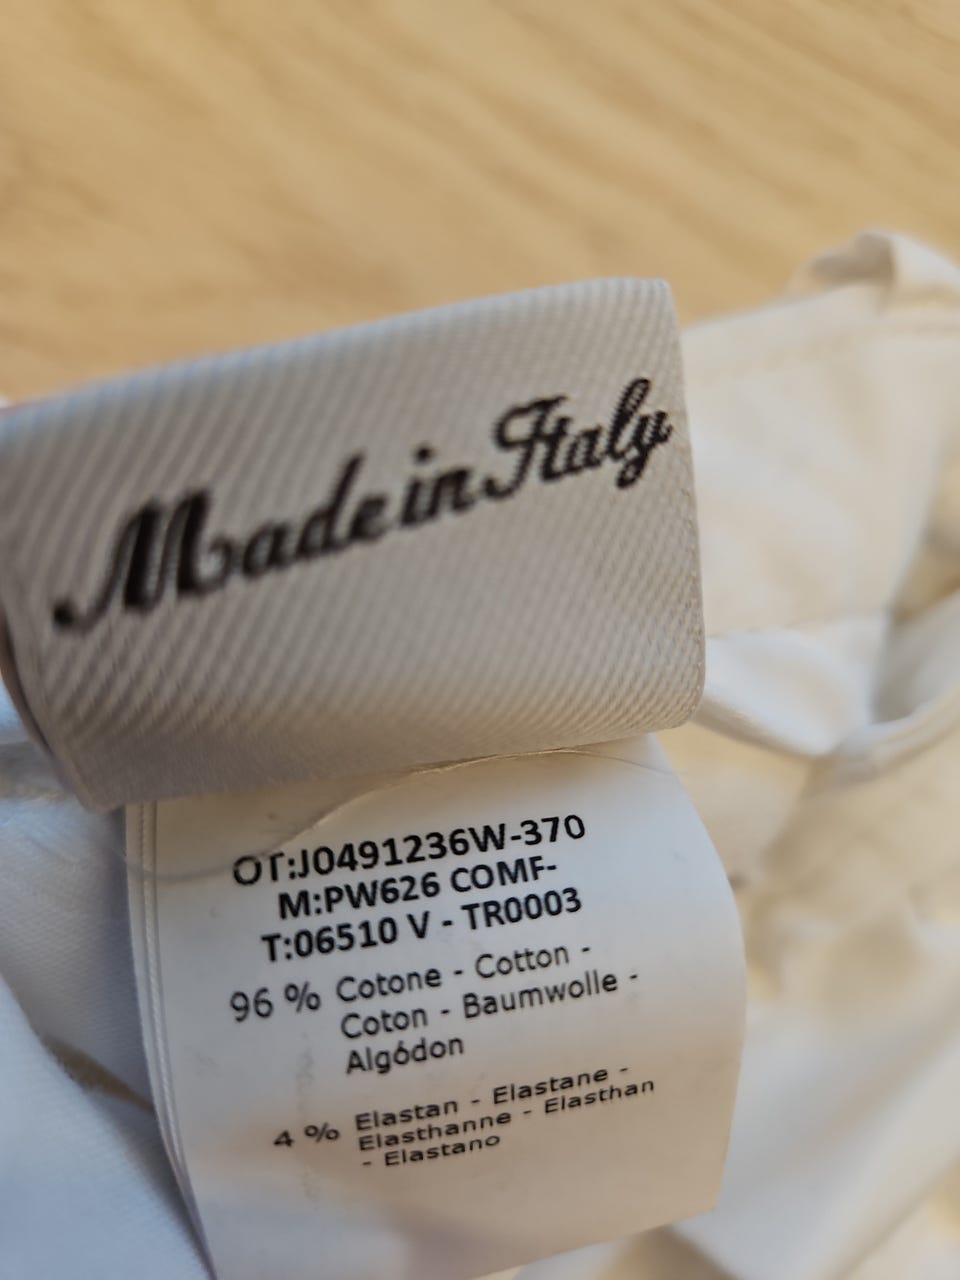 Made in Italy
OT:J0491236W-370
M:PW626 COMF-
T:06510 V - TR0003
96 % Cotone - Cotton -
Coton - Baumwolle -
Algódon
4 % Elastan - Elastane -
Elasthanne - Elasthan
- Elastano